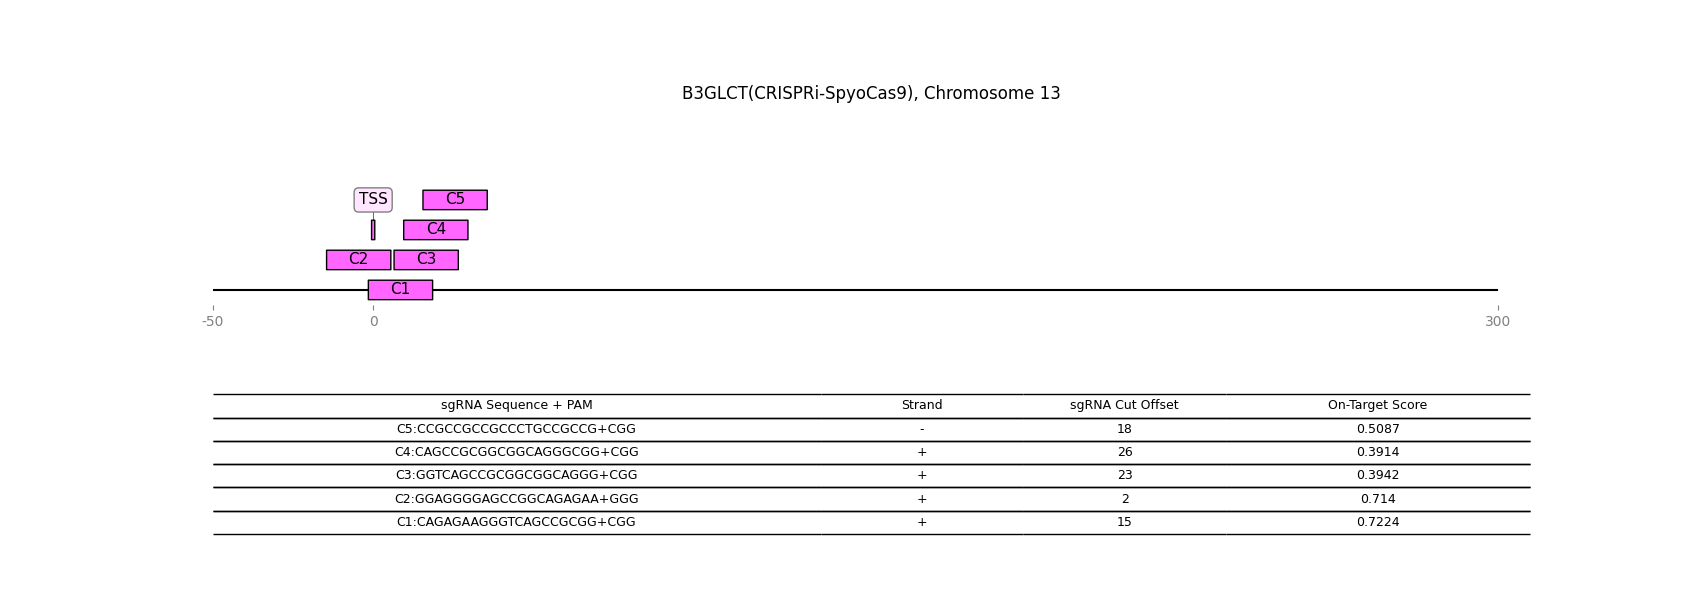 B3GLCT(CRISPRi-SpyoCas9), Chromosome 13
TSS C5
C4
C2 C3
C1
-50 0 300
sgRNA Sequence + PAM Strand sgRNA Cut Offset On-Target Score
C5:CCGCCGCCGCCCTGCCGCCG+CGG - 18 0.5087
C4:CAGCCGCGGCGGCAGGGCGG+CGG + 26 0.3914
C3:GGTCAGCCGCGGCGGCAGGG+CGG + 23 0.3942
C2:GGAGGGGAGCCGGCAGAGAA+GGG + 2 0.714
C1:CAGAGAAGGGTCAGCCGCGG+CGG + 15 0.7224